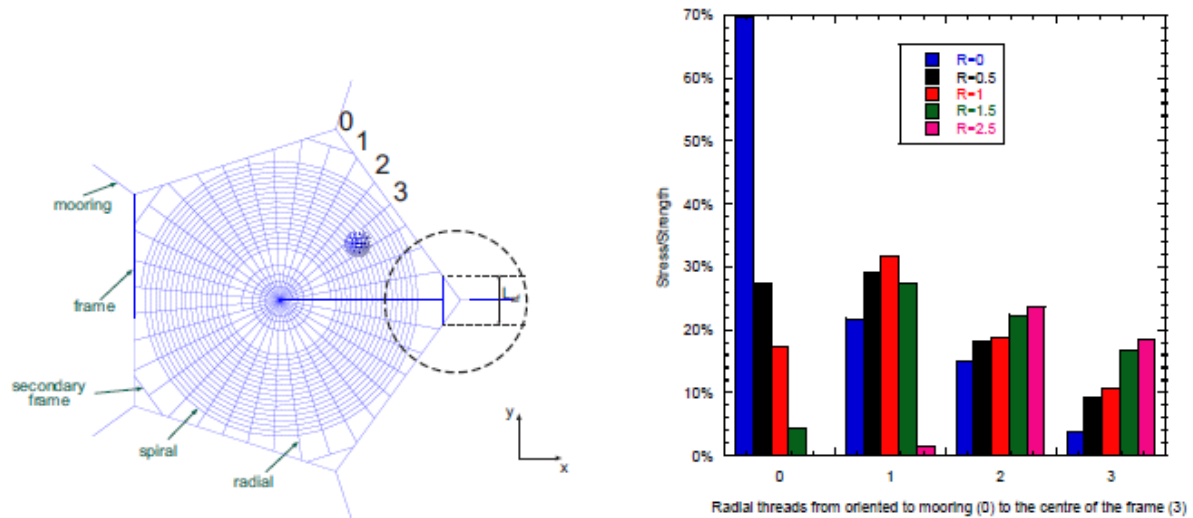 0
1
2
3
mooring
frame
secondary
frame
spiral
radial
L
y
x
70%
60%
50%
40%
30%
20%
10%
0%
Stress/Strength
R=0
R=0.5
R=1
R=1.5
R=2.5
0 1 2 3
Radial threads from oriented to mooring (0) to the centre of the frame (3)